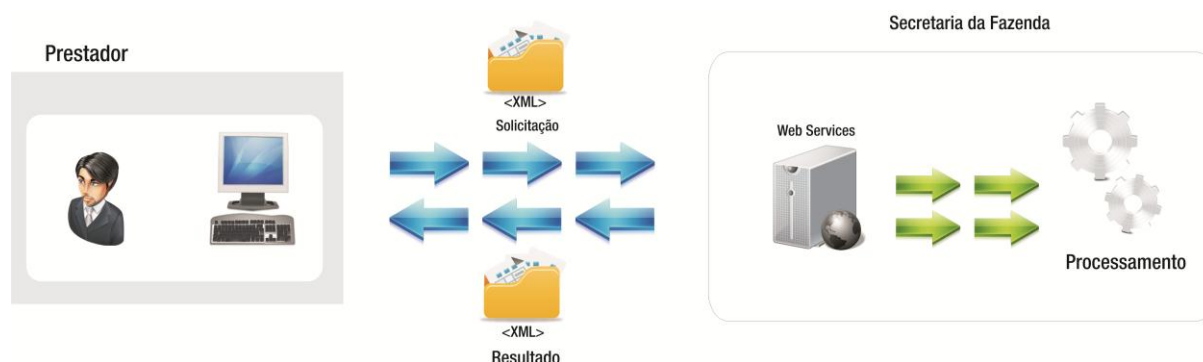 Prestador
<XML>
Solicitação
<XML>
Resultado
Secretaria da Fazenda
Web Services
Processamento